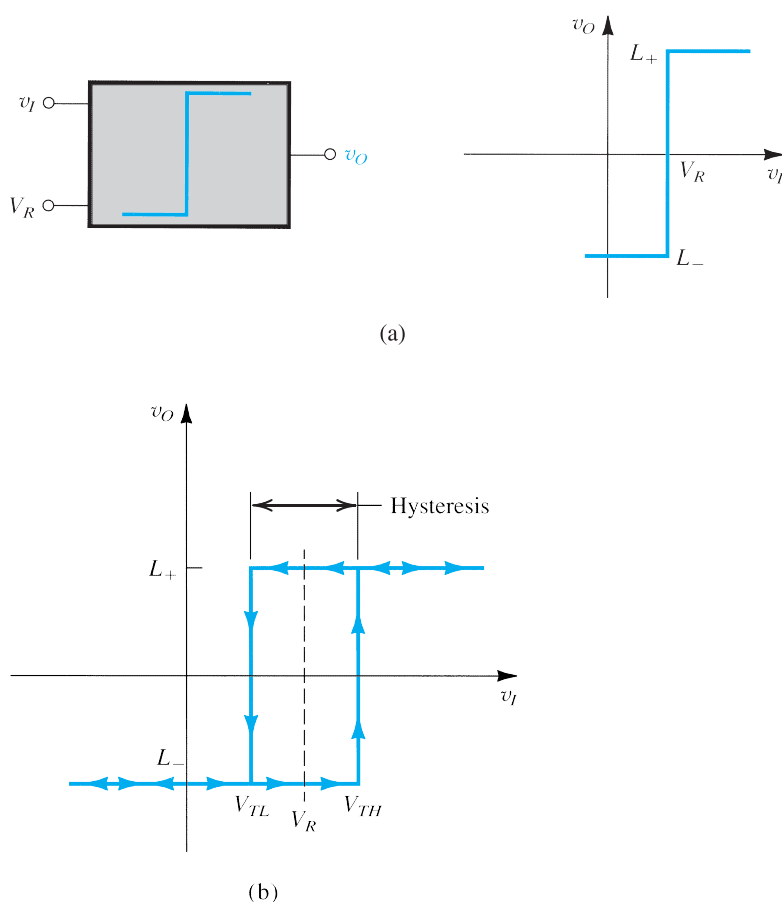 v_O
L_+
v_I
v_O
V_R
V_R
v_I
L_−
(a)
v_O
Hysteresis
L_+
v_I
L_−
V_TL
V_R
V_TH
(b)